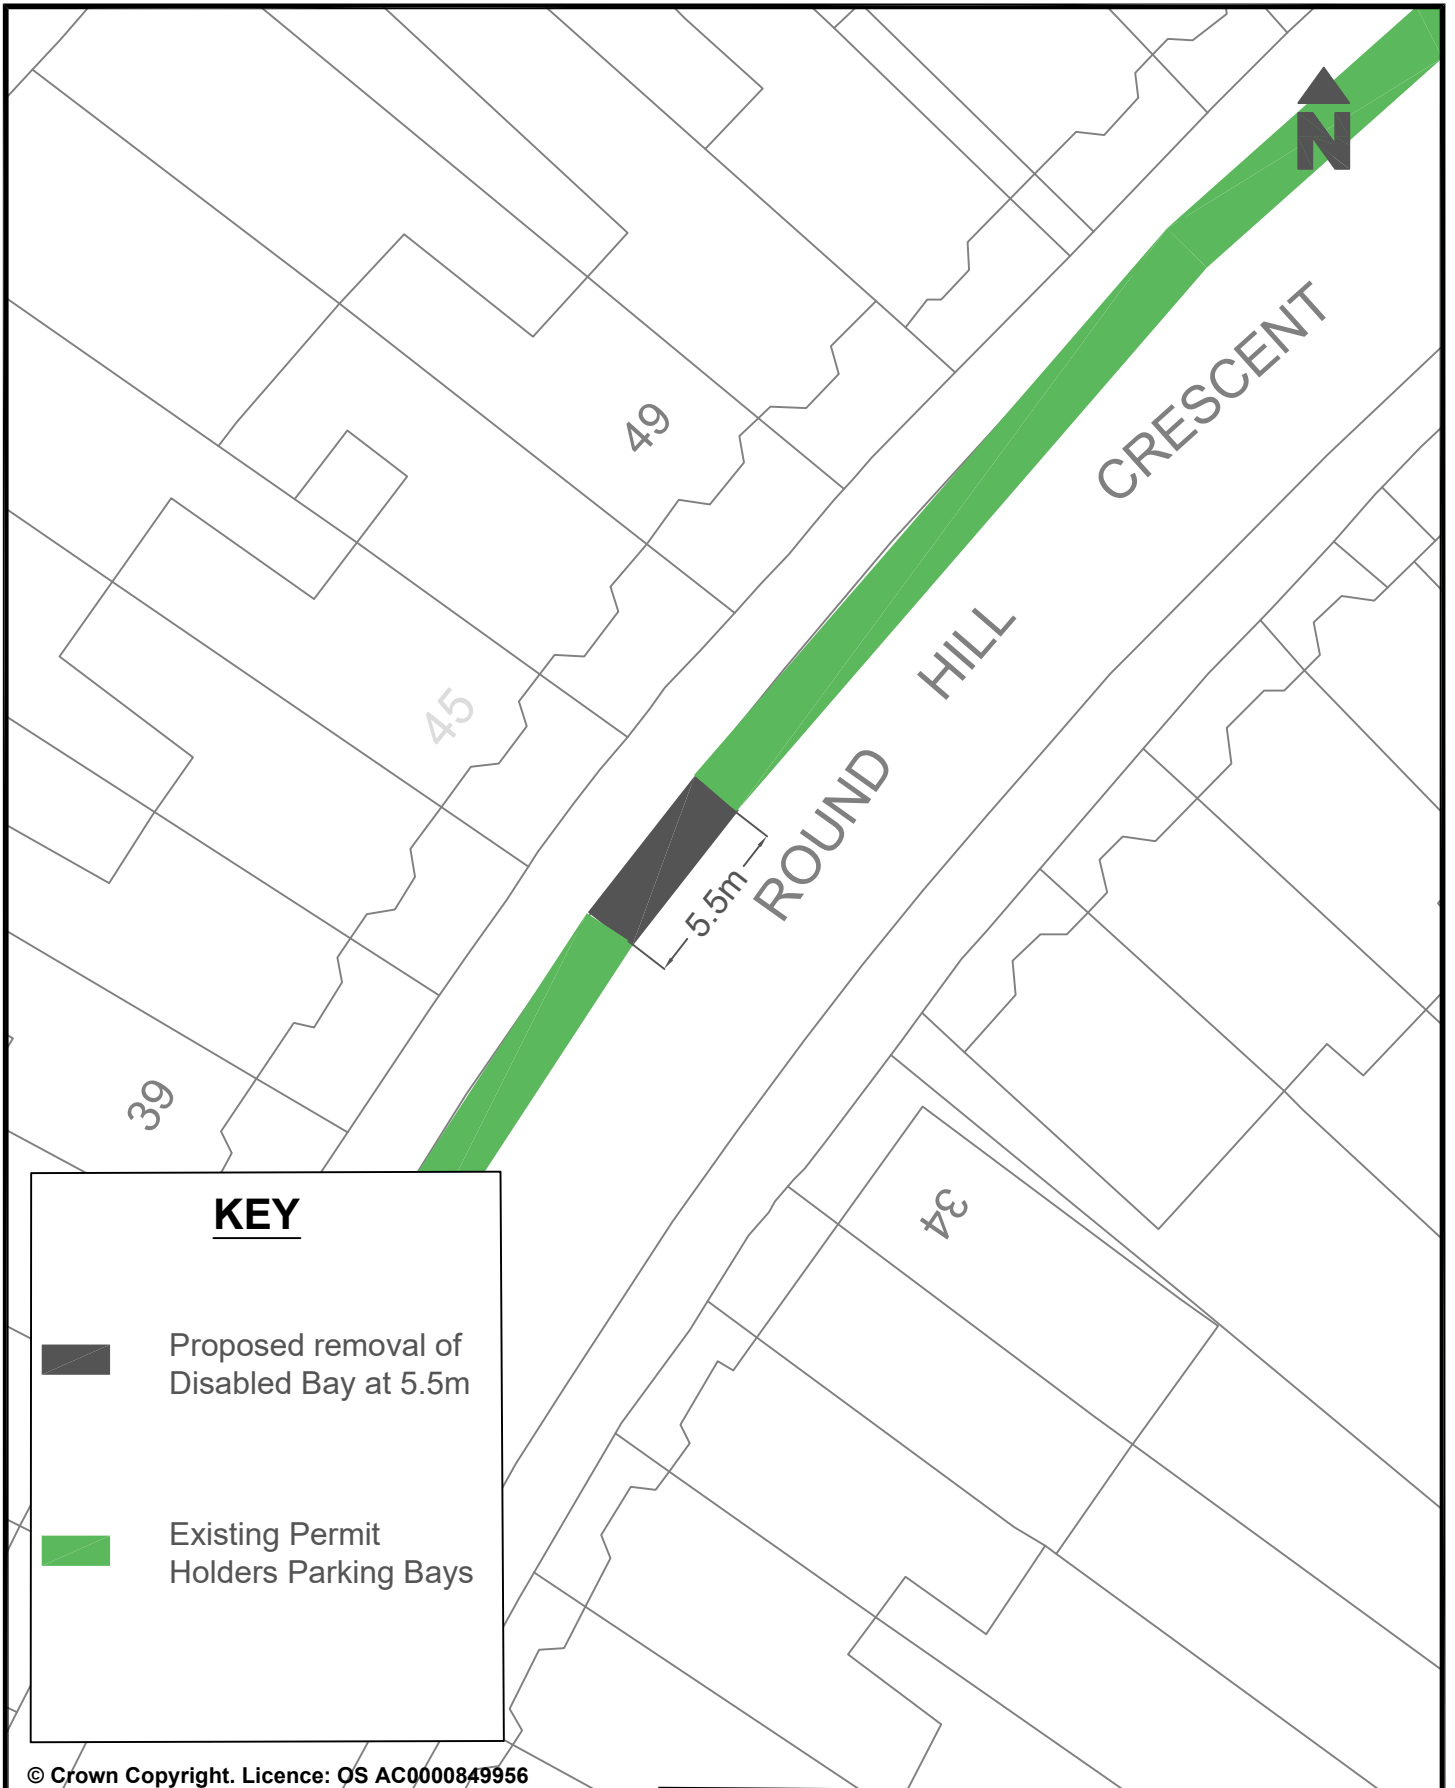 N
CRESCENT
49
HILL
45
ROUND
5.5m
39
34
KEY
Proposed removal of
Disabled Bay at 5.5m
Existing Permit
Holders Parking Bays
© Crown Copyright. Licence: OS AC0000849956